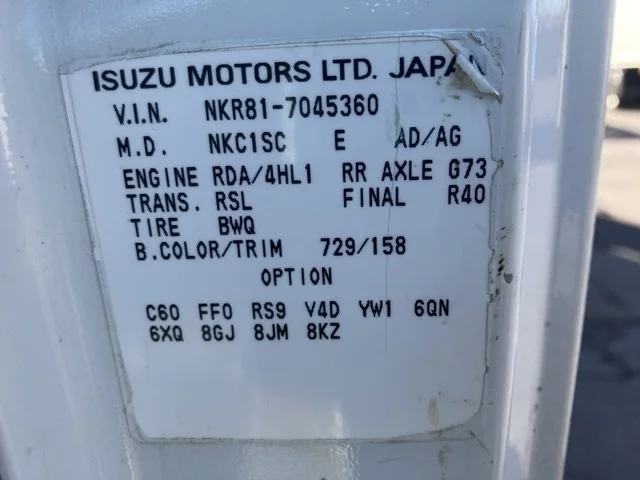 ISUZU MOTORS LTD. JAPAN
V.I.N. NKR81-7045360
M.D. NKC1SC E AD/AG
ENGINE RDA/4HL1 RR AXLE G73
TRANS. RSL FINAL R40
TIRE BWQ
B.COLOR/TRIM 729/158
OPTION
C60 FF0 RS9 V4D YW1 6QN
6XQ 8GJ 8JM 8KZ